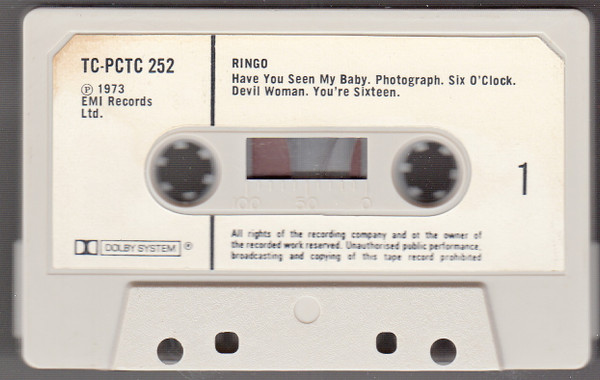 TC-PCTC 252
℗ 1973
EMI Records
Ltd.
RINGO
Have You Seen My Baby. Photograph. Six O'Clock.
Devil Woman. You're Sixteen.
1
100 50 0
All rights of the recording company and ot the owner of
the recorded work reserved. Unauthorised public performance,
broadcasting and copying of this tape record prohibited
DOLBY SYSTEM ®